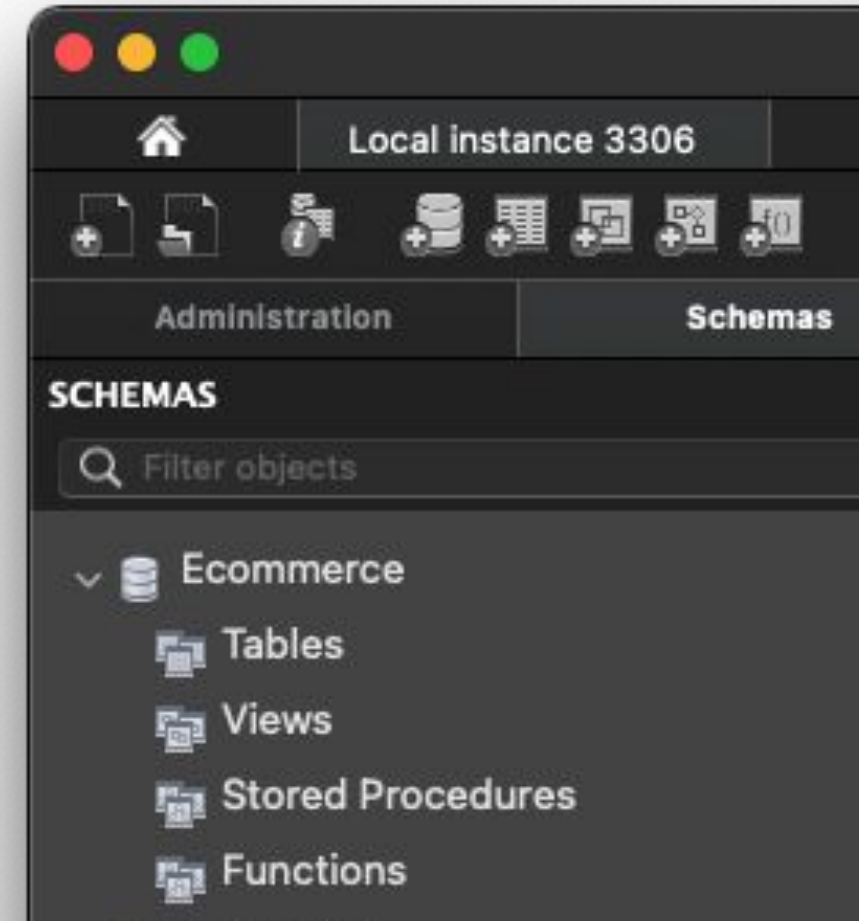 Local instance 3306
i
f()
Administration Schemas
SCHEMAS
Filter objects
Ecommerce
Tables
Views
Stored Procedures
Functions